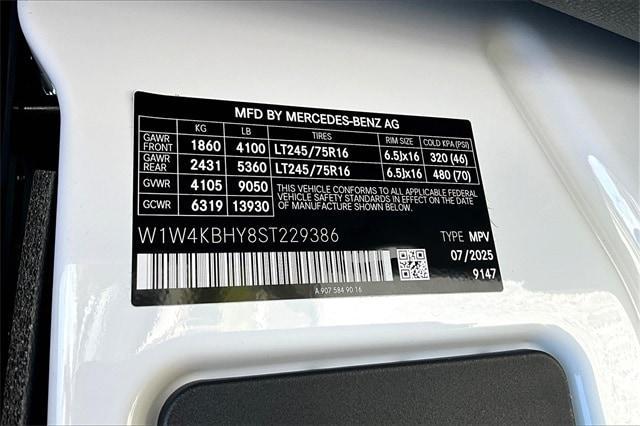 MFD BY MERCEDES-BENZ AG
KG LB TIRES RIM SIZE COLD KPA (PSI)
GAWR FRONT 1860 4100 LT245/75R16 6.5Jx16 320 (46)
GAWR REAR 2431 5360 LT245/75R16 6.5Jx16 480 (70)
GVWR 4105 9050 THIS VEHICLE CONFORMS TO ALL APPLICABLE FEDERAL
VEHICLE SAFETY STANDARDS IN EFFECT ON THE DATE
GCWR 6319 13930 OF MANUFACTURE SHOWN ABOVE.
W1W4KBHY8ST229386 TYPE MPV
07/2025
9147
A 907 584 90 16